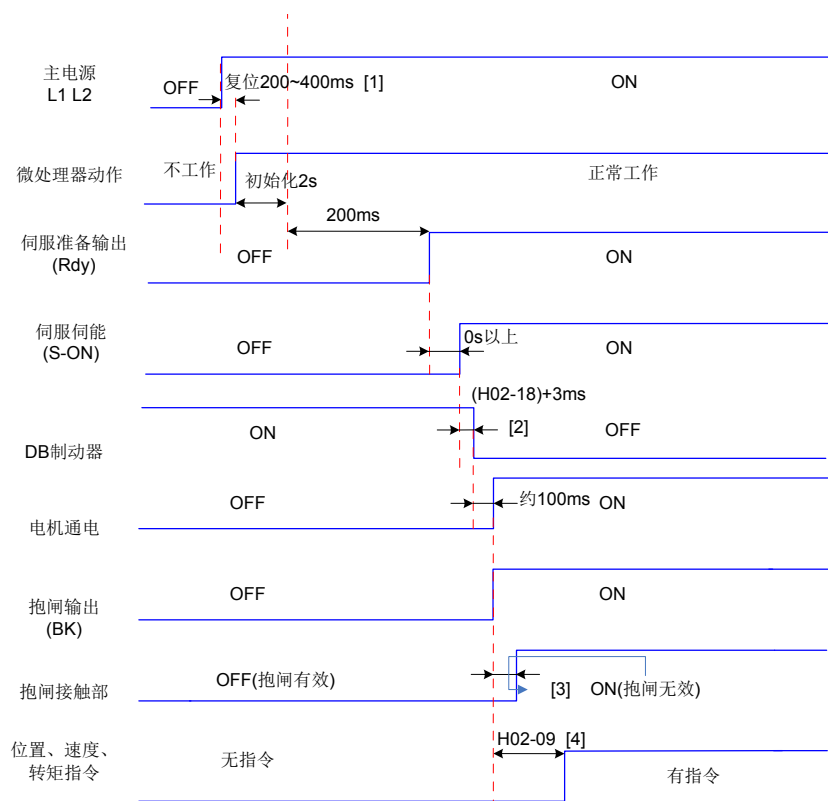 主电源
L1 L2
OFF
复位200~400ms [1]
ON
微处理器动作
不工作
初始化2s
正常工作
200ms
伺服准备输出
(Rdy)
OFF
ON
伺服伺能
(S-ON)
OFF
0s以上
ON
(H02-18)+3ms
DB制动器
ON
[2]
OFF
电机通电
OFF
约100ms
ON
抱闸输出
(BK)
OFF
ON
抱闸接触部
OFF(抱闸有效)
[3]
ON(抱闸无效)
位置、速度、
转矩指令
无指令
H02-09 [4]
有指令